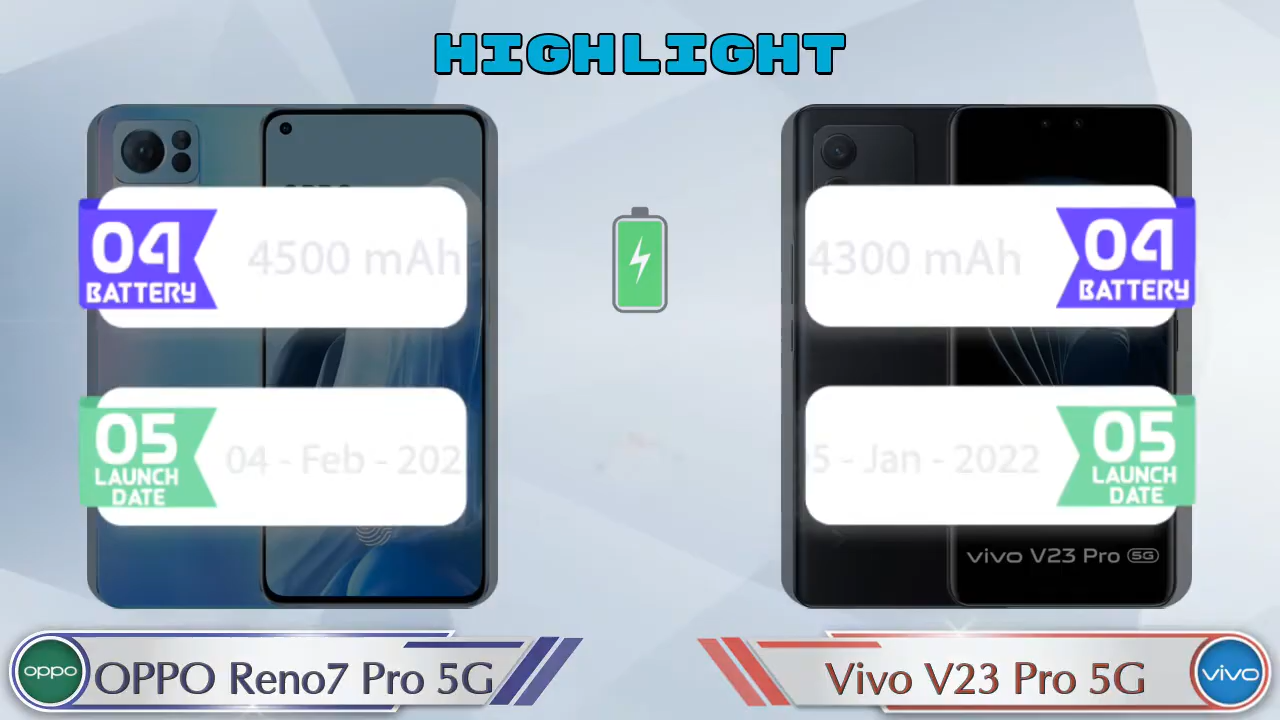 HIGHLIGHT
04
BATTERY
4500 mAh
4300 mAh
04
BATTERY
05
LAUNCH
DATE
04 - Feb - 202
5 - Jan - 2022
05
LAUNCH
DATE
vivo V23 Pro 5G
oppo
OPPO Reno7 Pro 5G
Vivo V23 Pro 5G
vivo